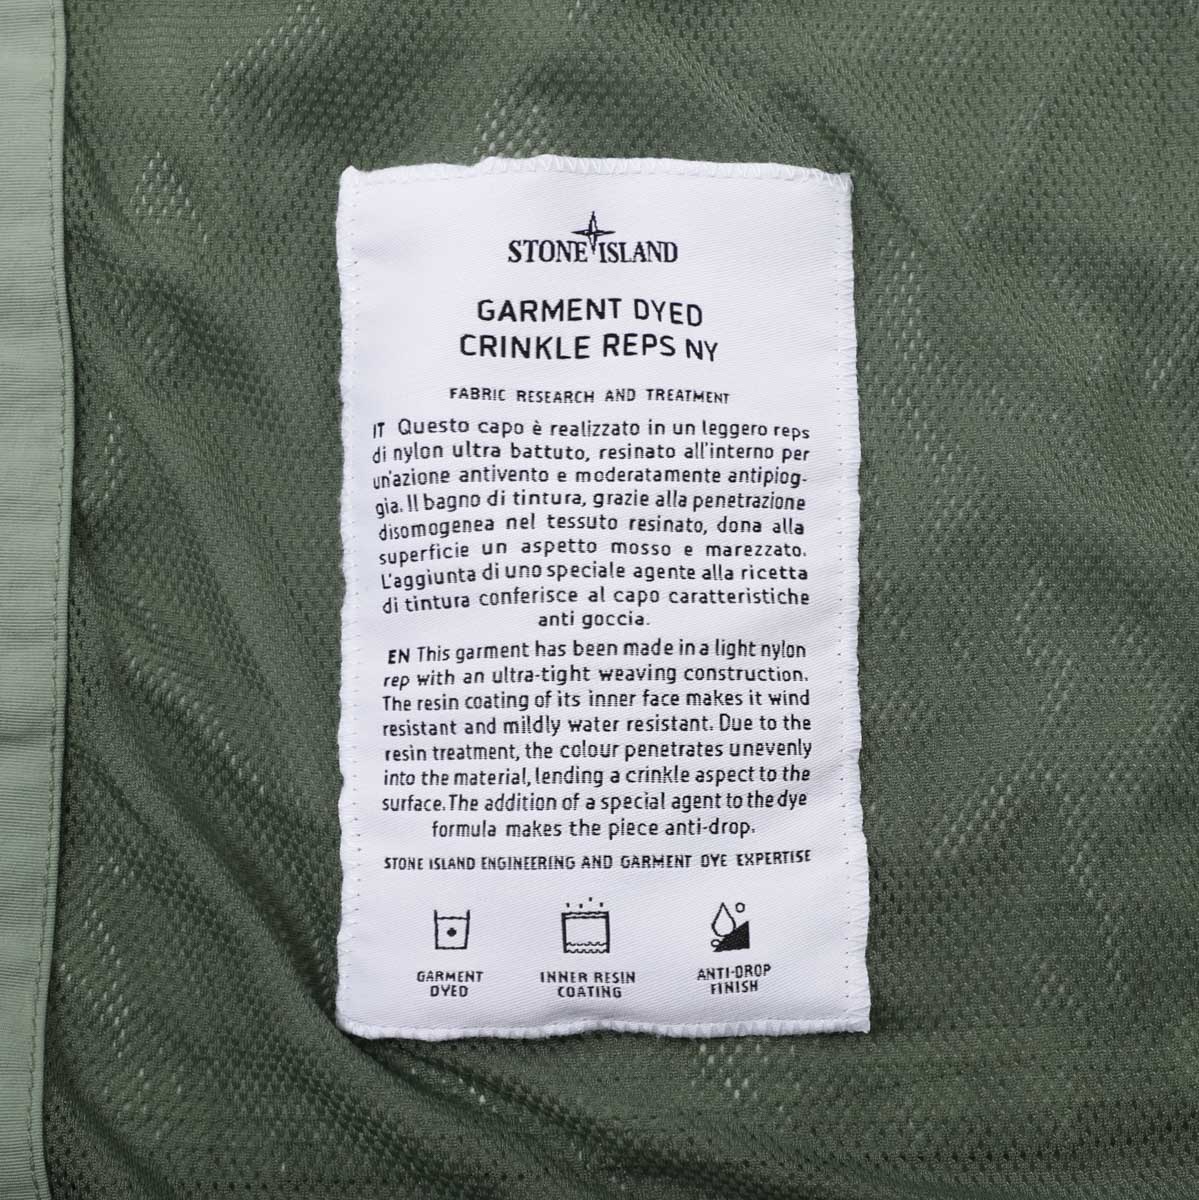 STONE ISLAND
GARMENT DYED
CRINKLE REPS NY
FABRIC RESEARCH AND TREATMENT
IT Questo capo è realizzato in un leggero reps
di nylon ultra battuto, resinato all'interno per
un'azione antivento e moderatamente antipiog-
gia. Il bagno di tintura, grazie alla penetrazione
disomogenea nel tessuto resinato, dona alla
superficie un aspetto mosso e marezzato.
L'aggiunta di uno speciale agente alla ricetta
di tintura conferisce al capo caratteristiche
anti goccia.
EN This garment has been made in a light nylon
rep with an ultra-tight weaving construction.
The resin coating of its inner face makes it wind
resistant and mildly water resistant. Due to the
resin treatment, the colour penetrates unevenly
into the material, lending a crinkle aspect to the
surface. The addition of a special agent to the dye
formula makes the piece anti-drop.
STONE ISLAND ENGINEERING AND GARMENT DYE EXPERTISE
GARMENT
DYED
INNER RESIN
COATING
ANTI-DROP
FINISH